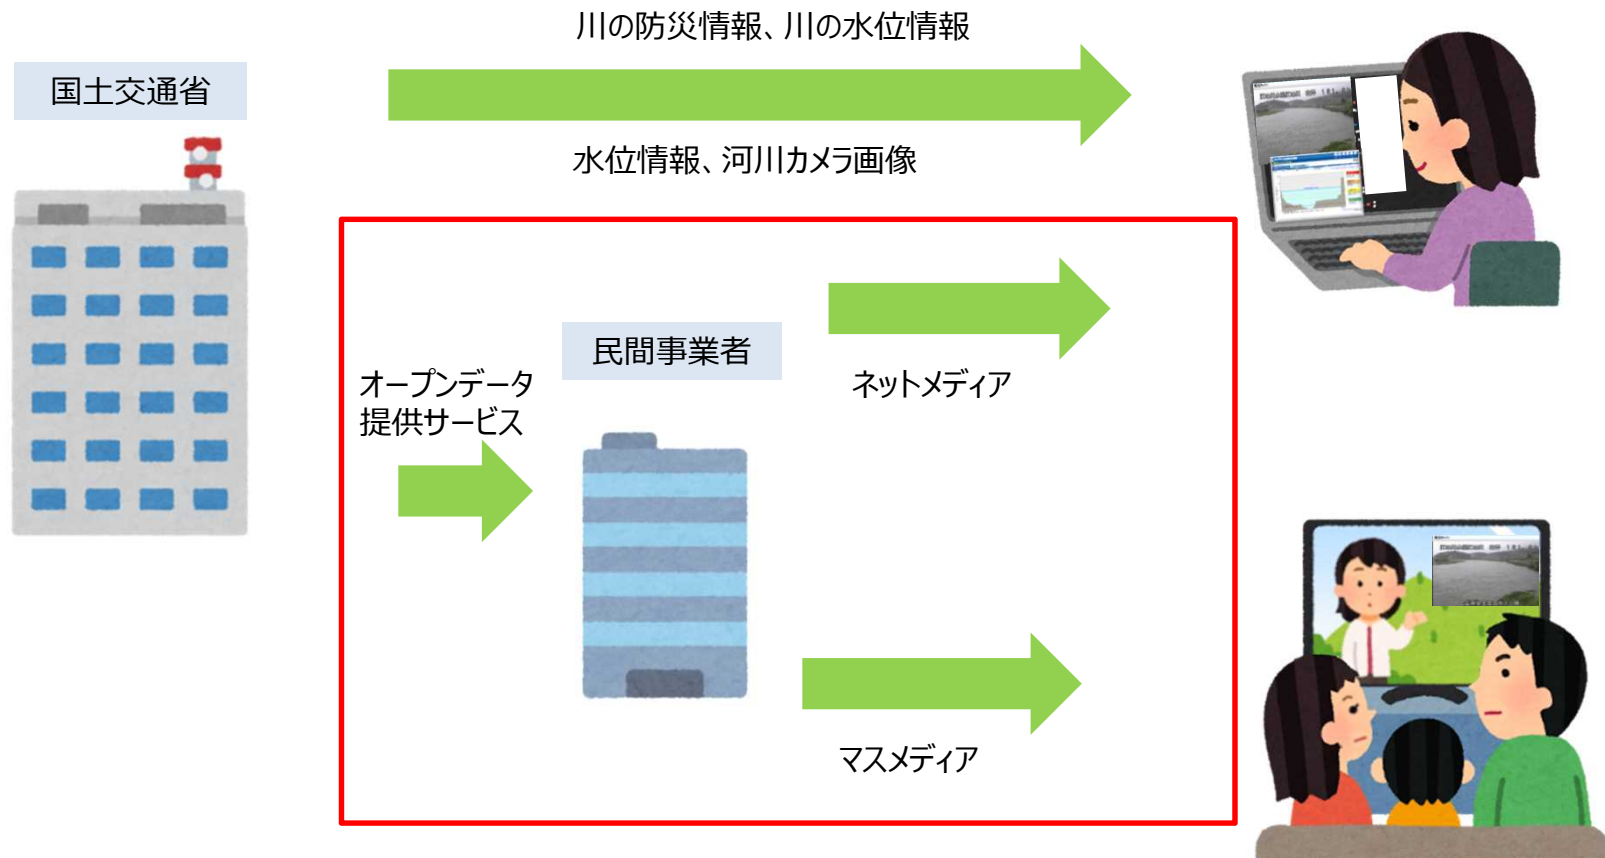 川の防災情報、川の水位情報
国土交通省
水位情報、河川カメラ画像
民間事業者
オープンデータ
提供サービス
ネットメディア
マスメディア